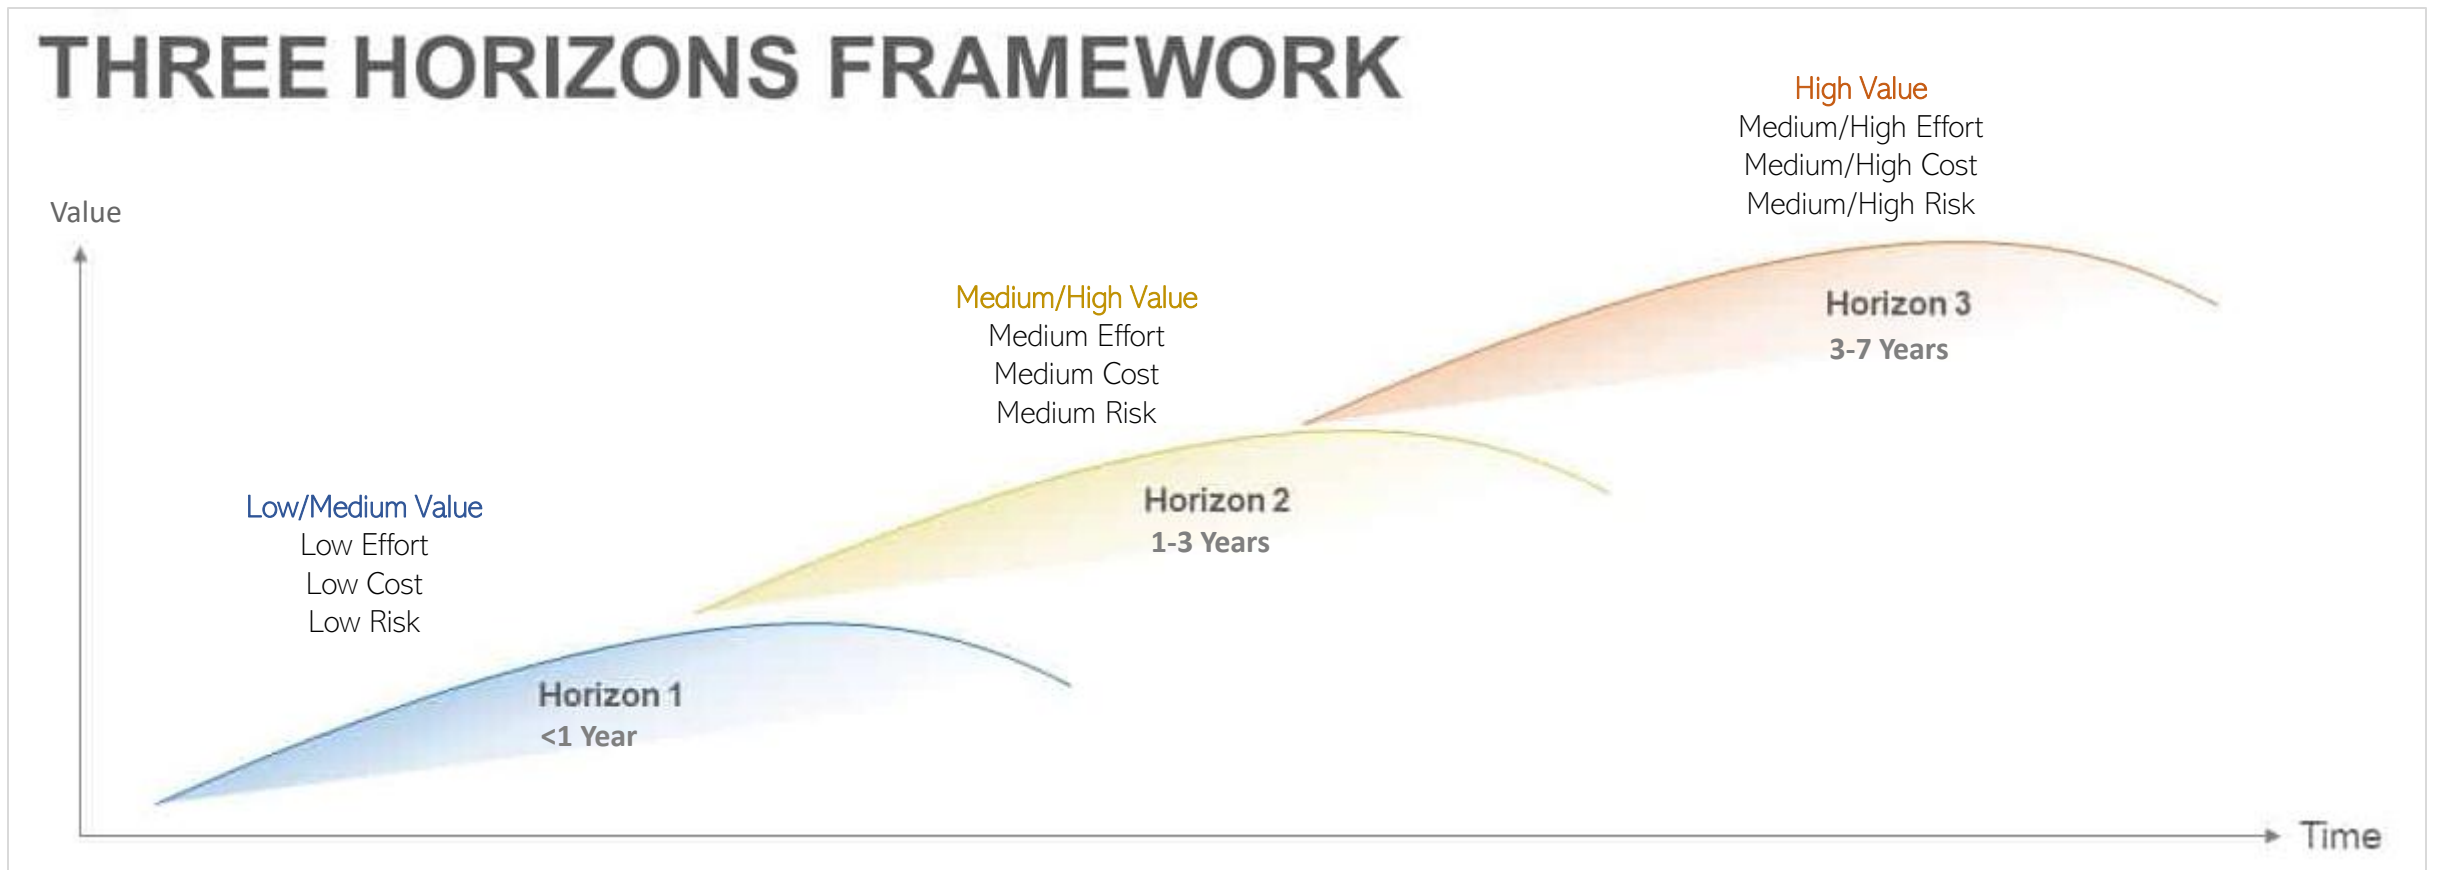 THREE HORIZONS FRAMEWORK
High Value
Medium/High Effort
Medium/High Cost
Medium/High Risk
Value
Medium/High Value
Medium Effort
Medium Cost
Medium Risk
Horizon 3
3-7 Years
Low/Medium Value
Low Effort
Low Cost
Low Risk
Horizon 2
1-3 Years
Horizon 1
<1 Year
Time